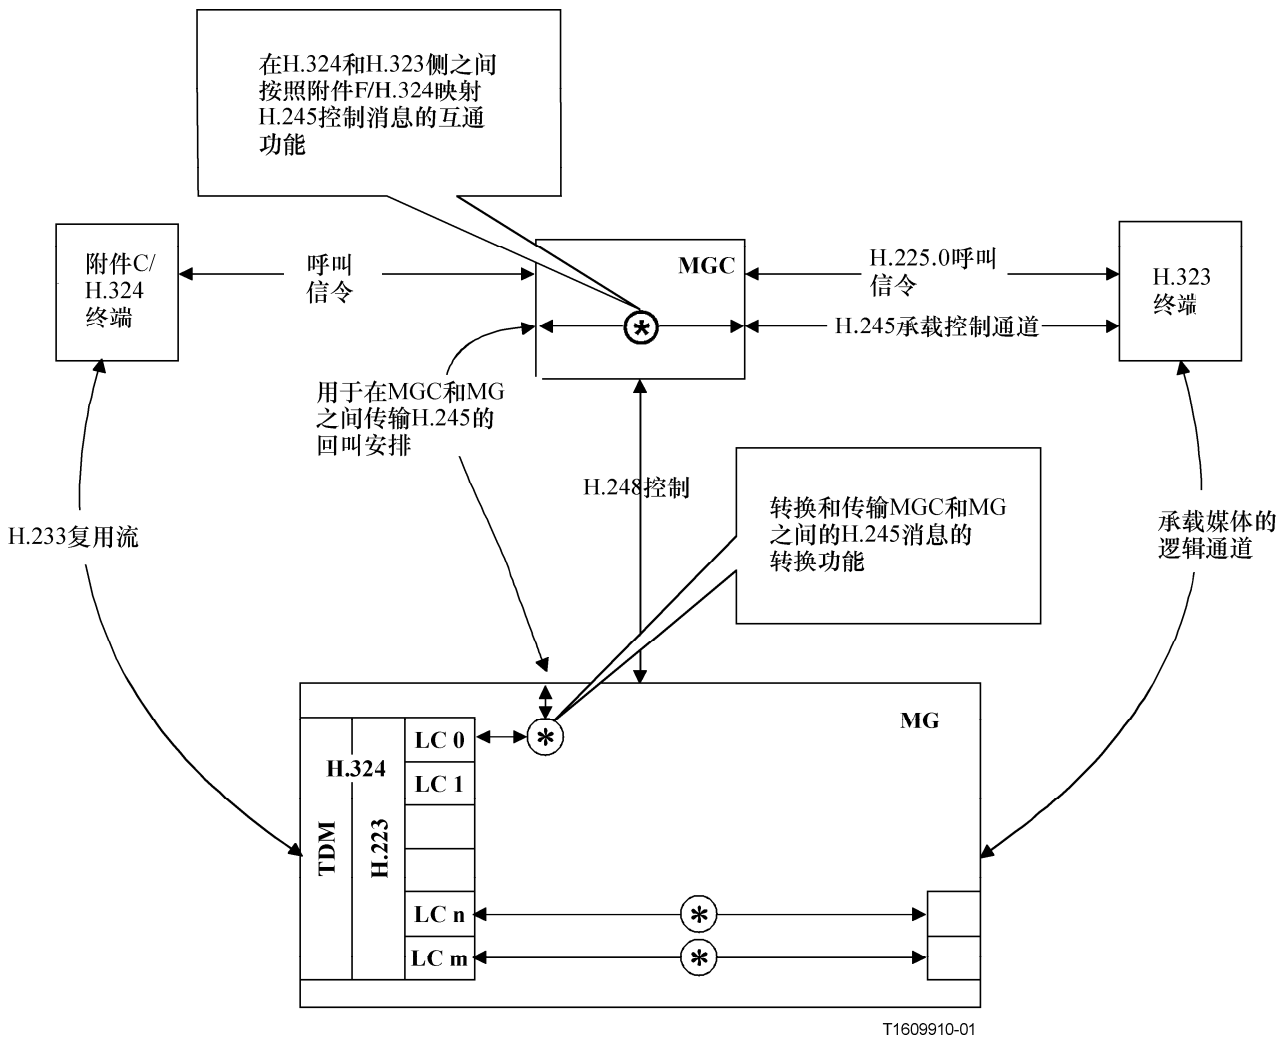 在H.324和H.323侧之间
按照附件F/H.324映射
H.245控制消息的互通
功能
附件C/
H.324
终端
呼叫
信令
MGC
H.225.0呼叫
信令
H.323
终端
H.245承载控制通道
用于在MGC和MG
之间传输H.245的
回叫安排
H.248控制
转换和传输MGC和MG
之间的H.245消息的
转换功能
H.233复用流
承载媒体的
逻辑通道
MG
LC 0
H.324
LC 1
TDM
H.223
LC n
LC m
T1609910-01